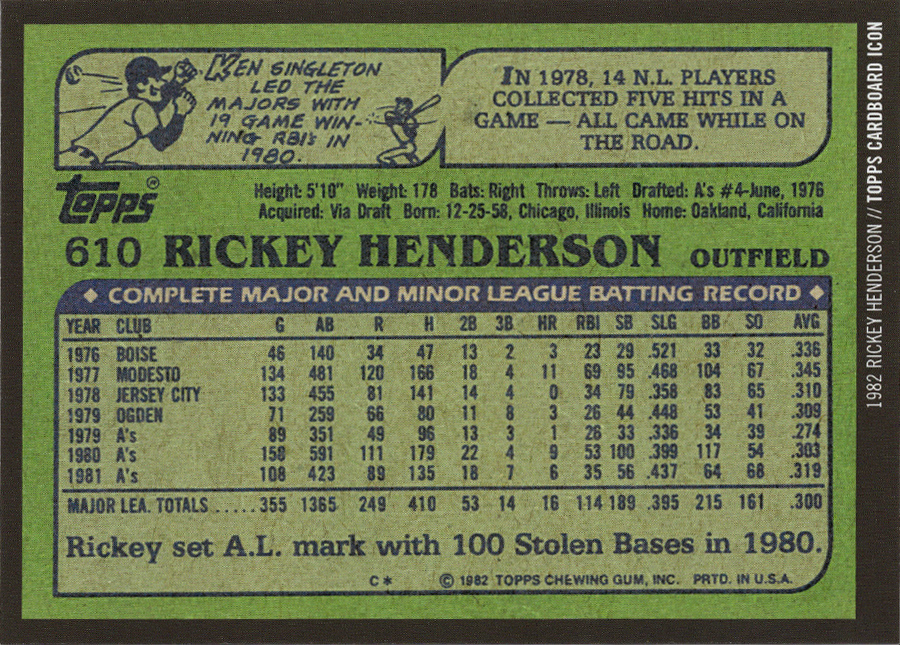 KEN SINGLETON
LED THE
MAJORS WITH
19 GAME WIN-
NING RBI's IN
1980.
IN 1978, 14 N.L. PLAYERS
COLLECTED FIVE HITS IN A
GAME — ALL CAME WHILE ON
THE ROAD.
Topps®
Height: 5'10" Weight: 178 Bats: Right Throws: Left Drafted: A's #4-June, 1976
Acquired: Via Draft Born: 12-25-58, Chicago, Illinois Home: Oakland, California
610 RICKEY HENDERSON OUTFIELD
◆ COMPLETE MAJOR AND MINOR LEAGUE BATTING RECORD ◆
YEAR CLUB G AB R H 2B 3B HR RBI SB SLG BB SO AVG
1976 BOISE 46 140 34 47 13 2 3 23 29 .521 33 32 .336
1977 MODESTO 134 481 120 166 18 4 11 69 95 .468 104 67 .345
1978 JERSEY CITY 133 455 81 141 14 4 0 34 79 .358 83 65 .310
1979 OGDEN 71 259 66 80 11 8 3 26 44 .448 53 41 .309
1979 A's 89 351 49 96 13 3 1 26 33 .336 34 39 .274
1980 A's 158 591 111 179 22 4 9 53 100 .399 117 54 .303
1981 A's 108 423 89 135 18 7 6 35 56 .437 64 68 .319
MAJOR LEA. TOTALS .....355 1365 249 410 53 14 16 114 189 .395 215 161 .300
Rickey set A.L. mark with 100 Stolen Bases in 1980.
C* © 1982 TOPPS CHEWING GUM, INC. PRTD. IN U.S.A.
1982 RICKEY HENDERSON // TOPPS CARDBOARD ICON